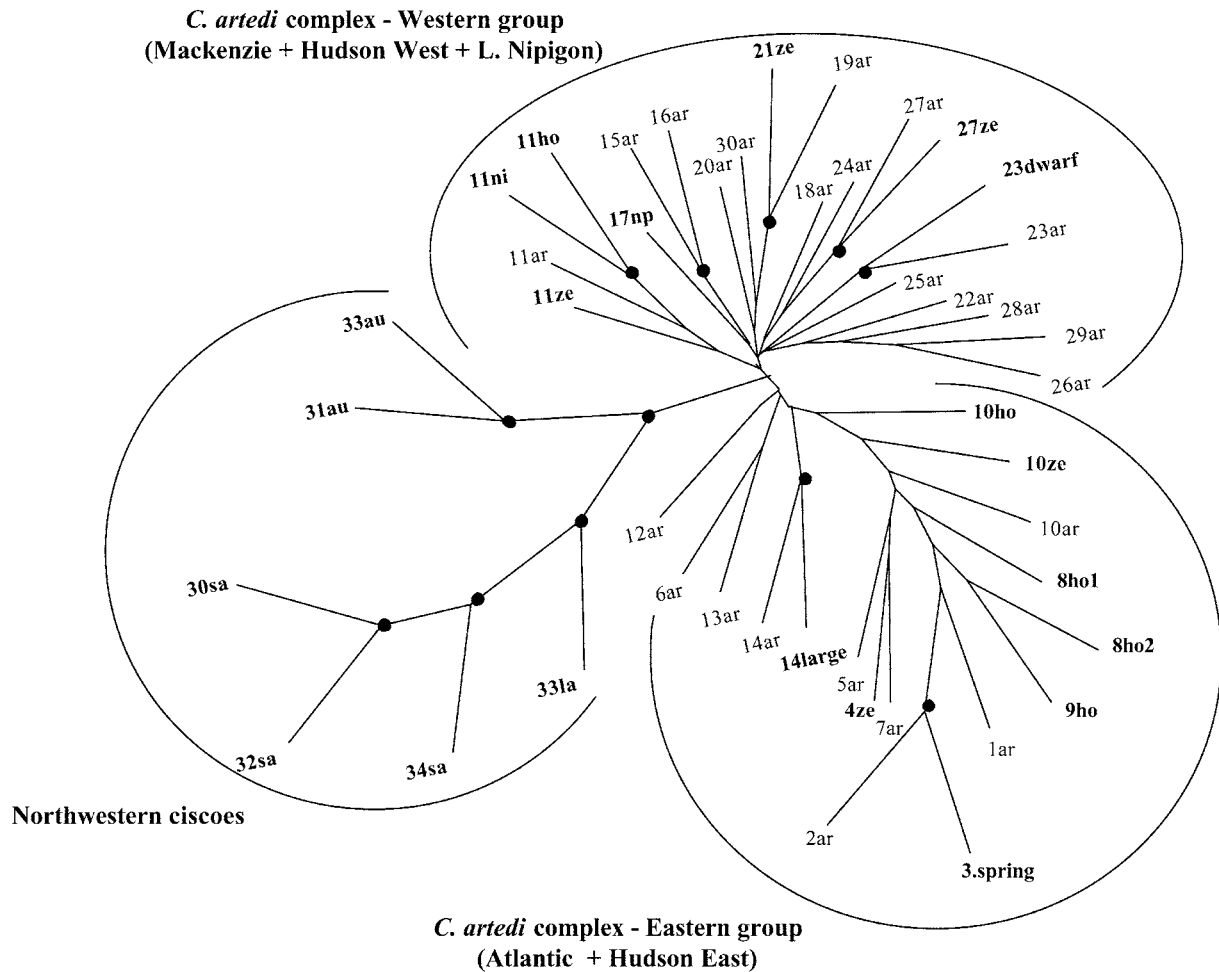 C. artedi complex - Western group
(Mackenzie + Hudson West + L. Nipigon)
21ze
19ar
27ar
27ze
16ar
15ar
30ar
20ar
24ar
18ar
23dwarf
11ho
11ni
17np
11ar
11ze
23ar
25ar
22ar
28ar
29ar
26ar
33au
31au
30sa
32sa
34sa
33la
Northwestern ciscoes
10ho
10ze
10ar
8ho1
8ho2
9ho
12ar
6ar
13ar
14ar
14large
5ar
4ze
7ar
1ar
2ar
3.spring
C. artedi complex - Eastern group
(Atlantic + Hudson East)